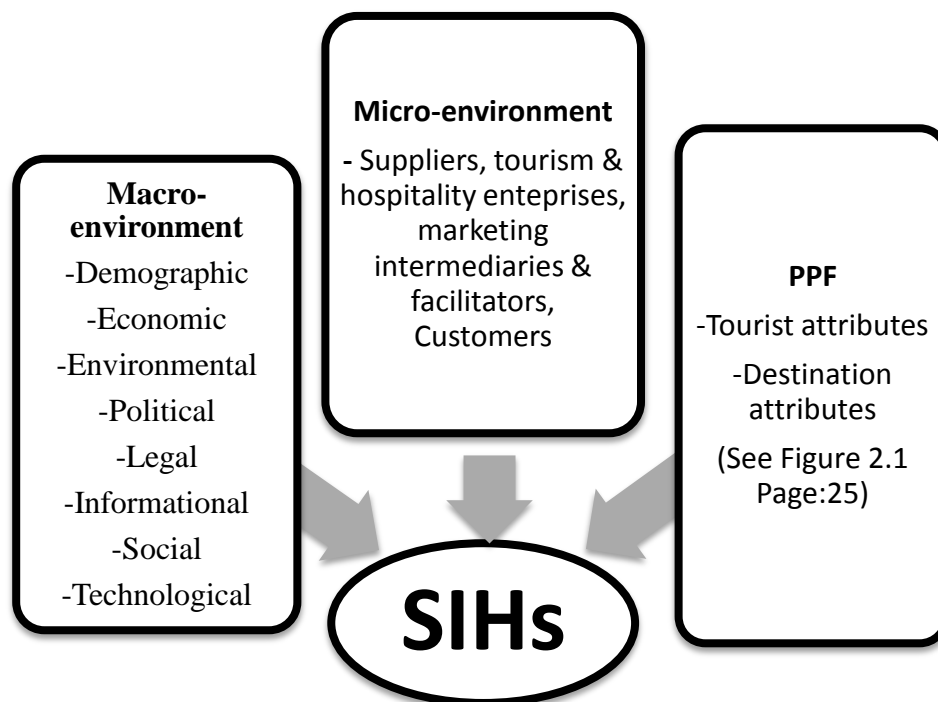 Macro-
environment
-Demographic
-Economic
-Environmental
-Political
-Legal
-Informational
-Social
-Technological
Micro-environment
- Suppliers, tourism &
hospitality enteprises,
marketing
intermediaries &
facilitators,
Customers
PPF
-Tourist attributes
-Destination
attributes
(See Figure 2.1
Page:25)
SIHs